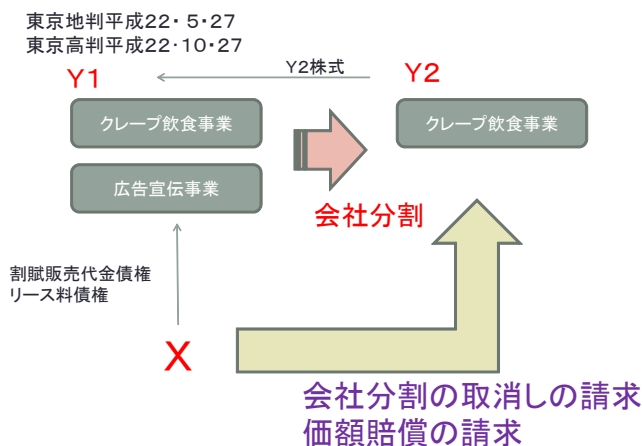 東京地判平成22・5・27
東京高判平成22・10・27
Y2株式
Y1
Y2
クレープ飲食事業
クレープ飲食事業
広告宣伝事業
会社分割
割賦販売代金債権
リース料債権
X
会社分割の取消しの請求
価額賠償の請求